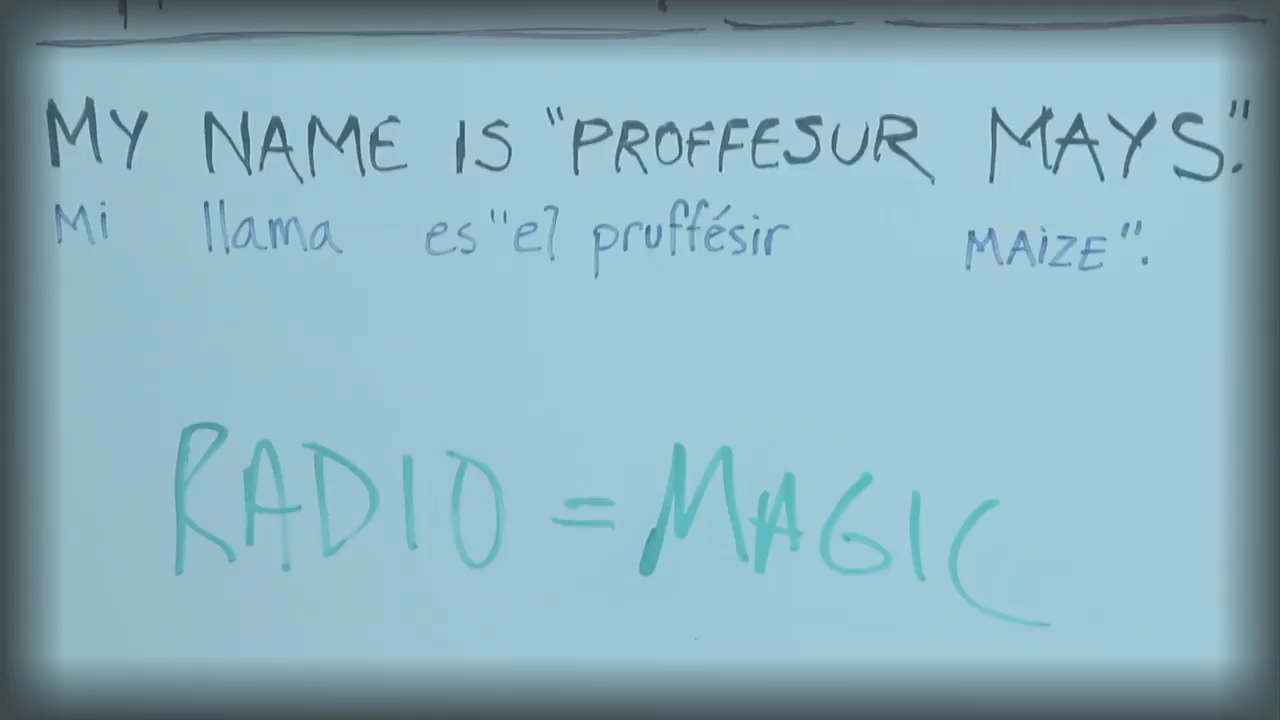 MY NAME IS "PROFFESUR MAYS."
Mi llama es "el pruffésir MAiZE".
RADIO = MAGIC